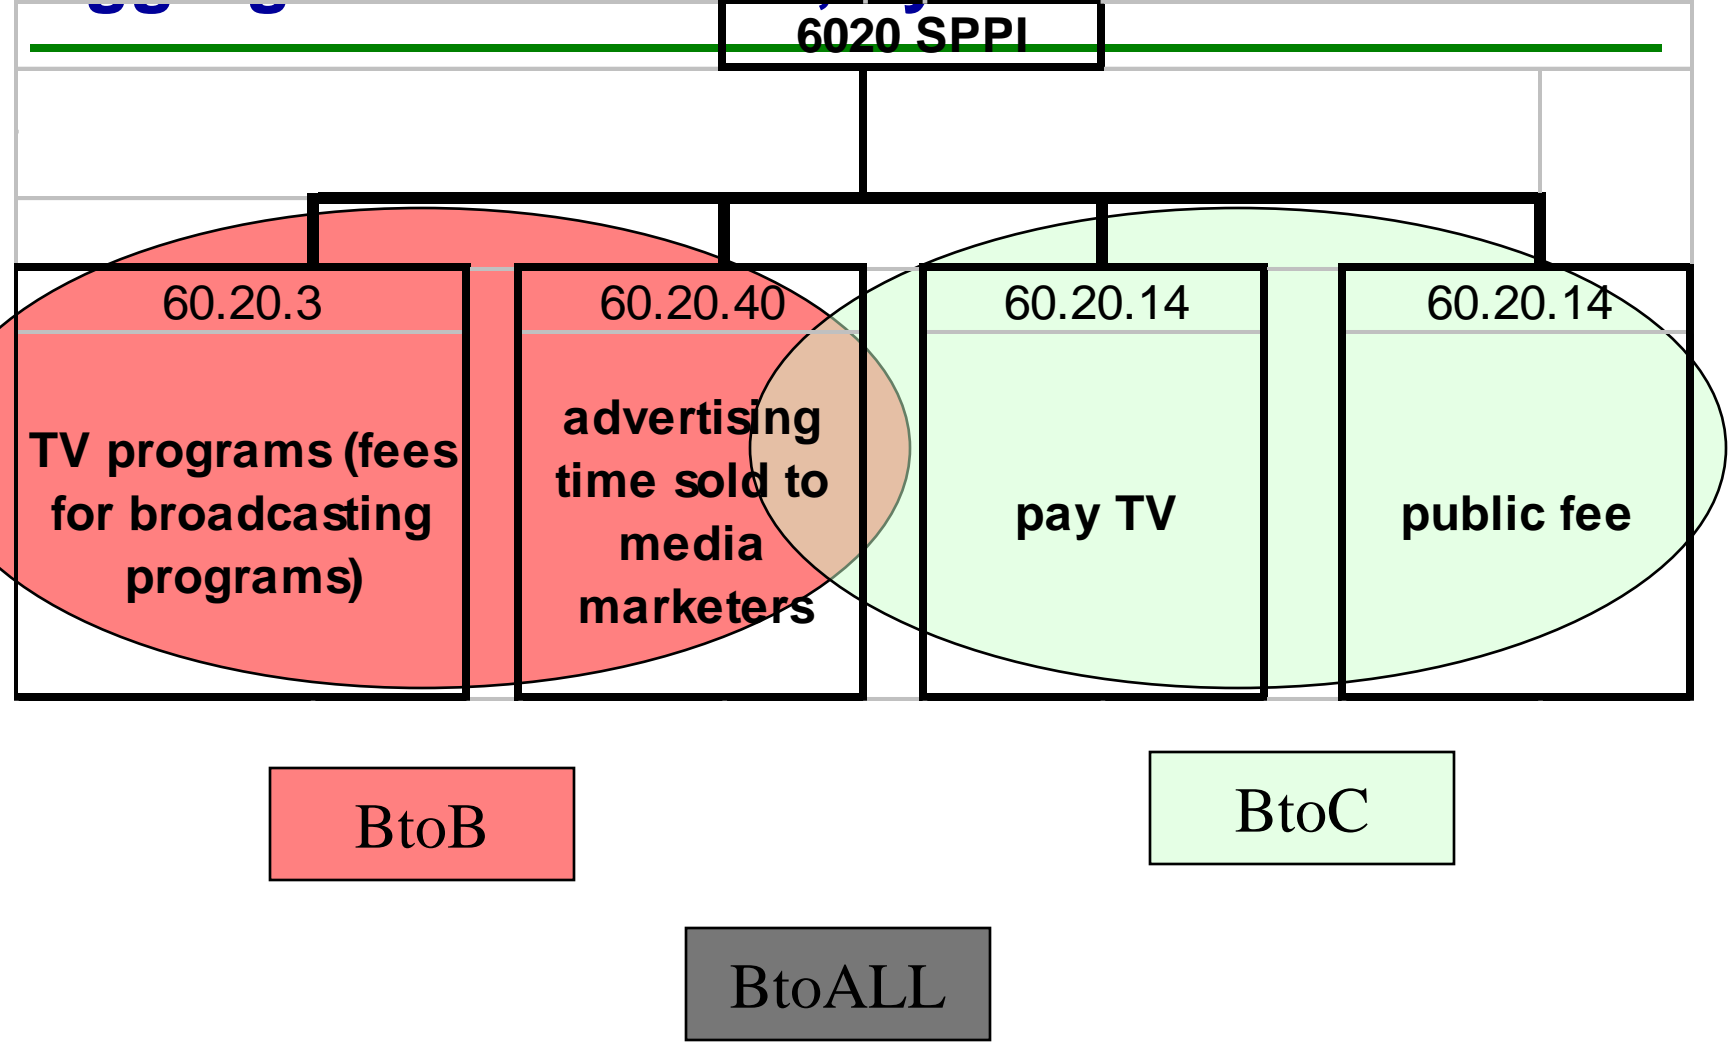 6020 SPPI
60.20.3
60.20.40
60.20.14
60.20.14
TV programs (fees
for broadcasting
programs)
advertising
time sold to
media
marketers
pay TV
public fee
BtoB
BtoC
BtoALL